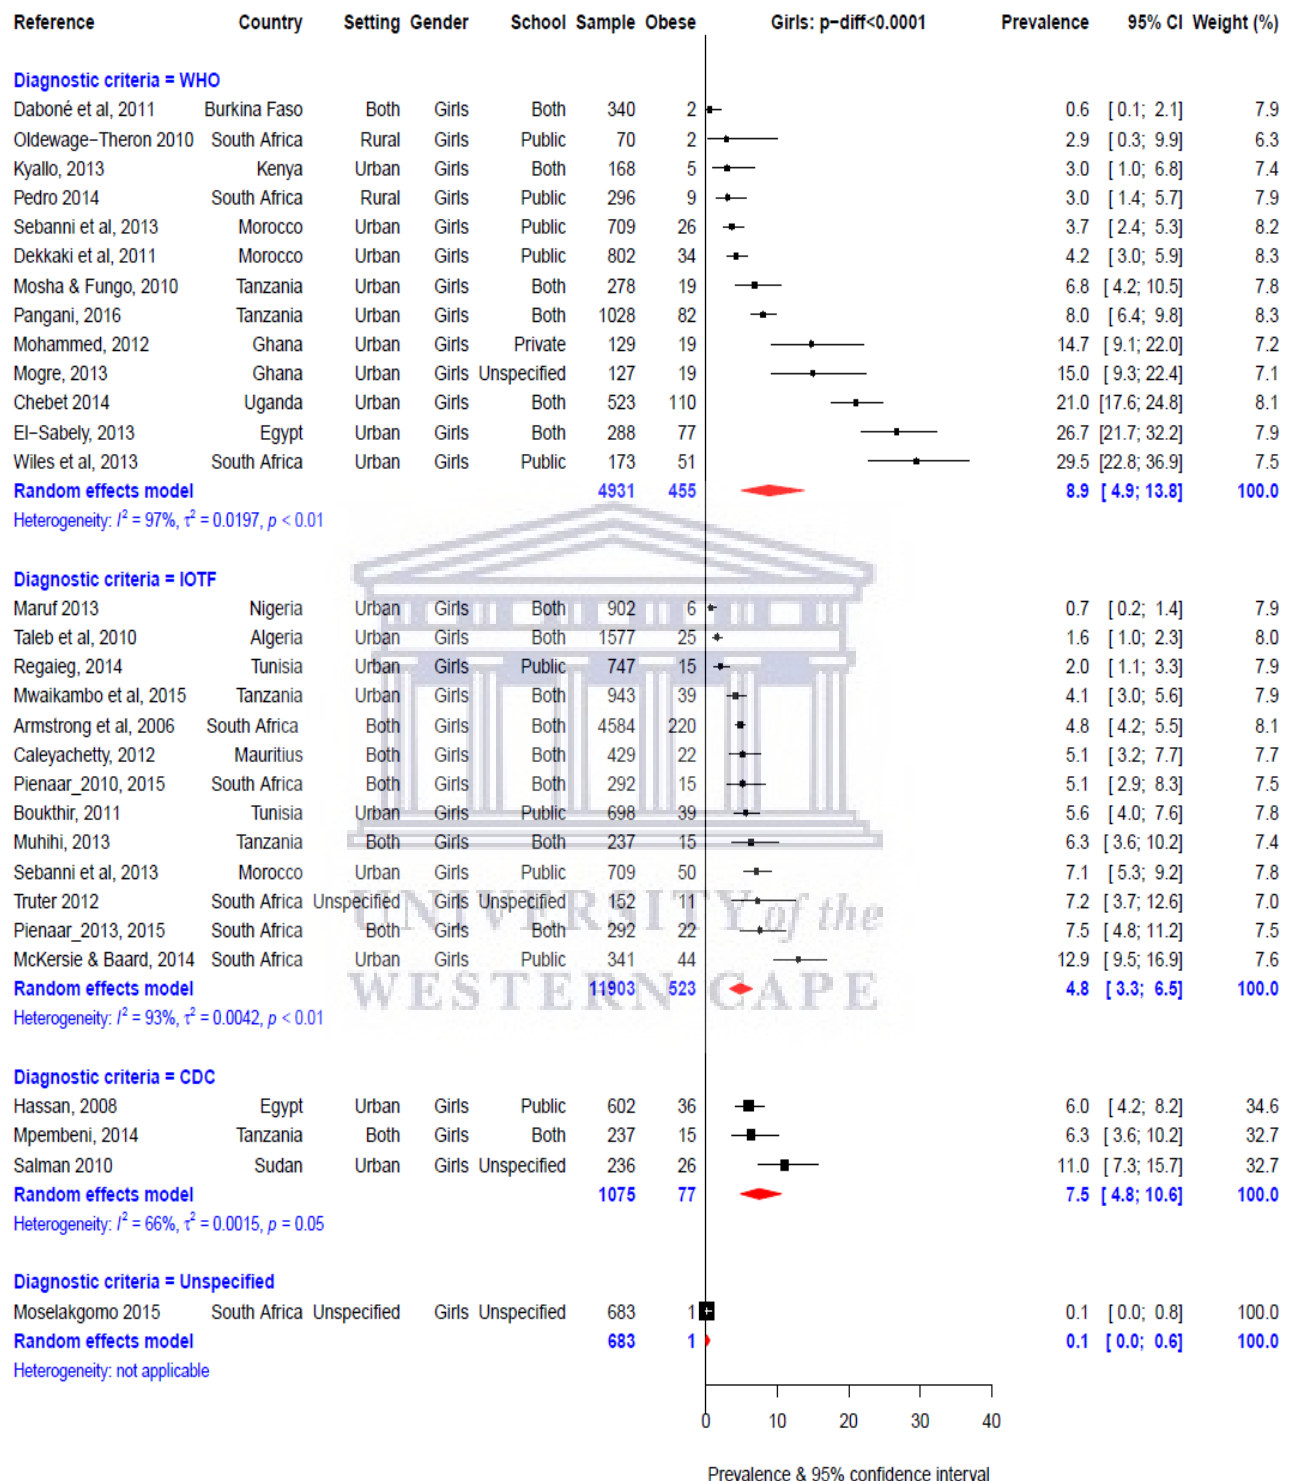 Reference Country Setting Gender School Sample Obese Girls: p−diff<0.0001 Prevalence 95% CI Weight (%)
Diagnostic criteria = WHO
Daboné et al, 2011 Burkina Faso Both Girls Both 340 2 0.6 [ 0.1; 2.1] 7.9
Oldewage−Theron 2010 South Africa Rural Girls Public 70 2 2.9 [ 0.3; 9.9] 6.3
Kyallo, 2013 Kenya Urban Girls Both 168 5 3.0 [ 1.0; 6.8] 7.4
Pedro 2014 South Africa Rural Girls Public 296 9 3.0 [ 1.4; 5.7] 7.9
Sebanni et al, 2013 Morocco Urban Girls Public 709 26 3.7 [ 2.4; 5.3] 8.2
Dekkaki et al, 2011 Morocco Urban Girls Public 802 34 4.2 [ 3.0; 5.9] 8.3
Mosha & Fungo, 2010 Tanzania Urban Girls Both 278 19 6.8 [ 4.2; 10.5] 7.8
Pangani, 2016 Tanzania Urban Girls Both 1028 82 8.0 [ 6.4; 9.8] 8.3
Mohammed, 2012 Ghana Urban Girls Private 129 19 14.7 [ 9.1; 22.0] 7.2
Mogre, 2013 Ghana Urban Girls Unspecified 127 19 15.0 [ 9.3; 22.4] 7.1
Chebet 2014 Uganda Urban Girls Both 523 110 21.0 [17.6; 24.8] 8.1
El−Sabely, 2013 Egypt Urban Girls Both 288 77 26.7 [21.7; 32.2] 7.9
Wiles et al, 2013 South Africa Urban Girls Public 173 51 29.5 [22.8; 36.9] 7.5
Random effects model 4931 455 8.9 [ 4.9; 13.8] 100.0
Heterogeneity: I² = 97%, τ² = 0.0197, p < 0.01
Diagnostic criteria = IOTF
Maruf 2013 Nigeria Urban Girls Both 902 6 0.7 [ 0.2; 1.4] 7.9
Taleb et al, 2010 Algeria Urban Girls Both 1577 25 1.6 [ 1.0; 2.3] 8.0
Regaieg, 2014 Tunisia Urban Girls Public 747 15 2.0 [ 1.1; 3.3] 7.9
Mwaikambo et al, 2015 Tanzania Urban Girls Both 943 39 4.1 [ 3.0; 5.6] 7.9
Armstrong et al, 2006 South Africa Both Girls Both 4584 220 4.8 [ 4.2; 5.5] 8.1
Caleyachetty, 2012 Mauritius Both Girls Both 429 22 5.1 [ 3.2; 7.7] 7.7
Pienaar_2010, 2015 South Africa Both Girls Both 292 15 5.1 [ 2.9; 8.3] 7.5
Boukthir, 2011 Tunisia Urban Girls Public 698 39 5.6 [ 4.0; 7.6] 7.8
Muhihi, 2013 Tanzania Both Girls Both 237 15 6.3 [ 3.6; 10.2] 7.4
Sebanni et al, 2013 Morocco Urban Girls Public 709 50 7.1 [ 5.3; 9.2] 7.8
Truter 2012 South Africa Unspecified Girls Unspecified 152 11 7.2 [ 3.7; 12.6] 7.0
UNIVERSITY of the
Pienaar_2013, 2015 South Africa Both Girls Both 292 22 7.5 [ 4.8; 11.2] 7.5
McKersie & Baard, 2014 South Africa Urban Girls Public 341 44 12.9 [ 9.5; 16.9] 7.6
Random effects model 11903 523 4.8 [ 3.3; 6.5] 100.0
WESTERN CAPE
Heterogeneity: I² = 93%, τ² = 0.0042, p < 0.01
Diagnostic criteria = CDC
Hassan, 2008 Egypt Urban Girls Public 602 36 6.0 [ 4.2; 8.2] 34.6
Mpembeni, 2014 Tanzania Both Girls Both 237 15 6.3 [ 3.6; 10.2] 32.7
Salman 2010 Sudan Urban Girls Unspecified 236 26 11.0 [ 7.3; 15.7] 32.7
Random effects model 1075 77 7.5 [ 4.8; 10.6] 100.0
Heterogeneity: I² = 66%, τ² = 0.0015, p = 0.05
Diagnostic criteria = Unspecified
Moselakgomo 2015 South Africa Unspecified Girls Unspecified 683 1 0.1 [ 0.0; 0.8] 100.0
Random effects model 683 1 0.1 [ 0.0; 0.6] 100.0
Heterogeneity: not applicable
0 10 20 30 40
Prevalence & 95% confidence interval